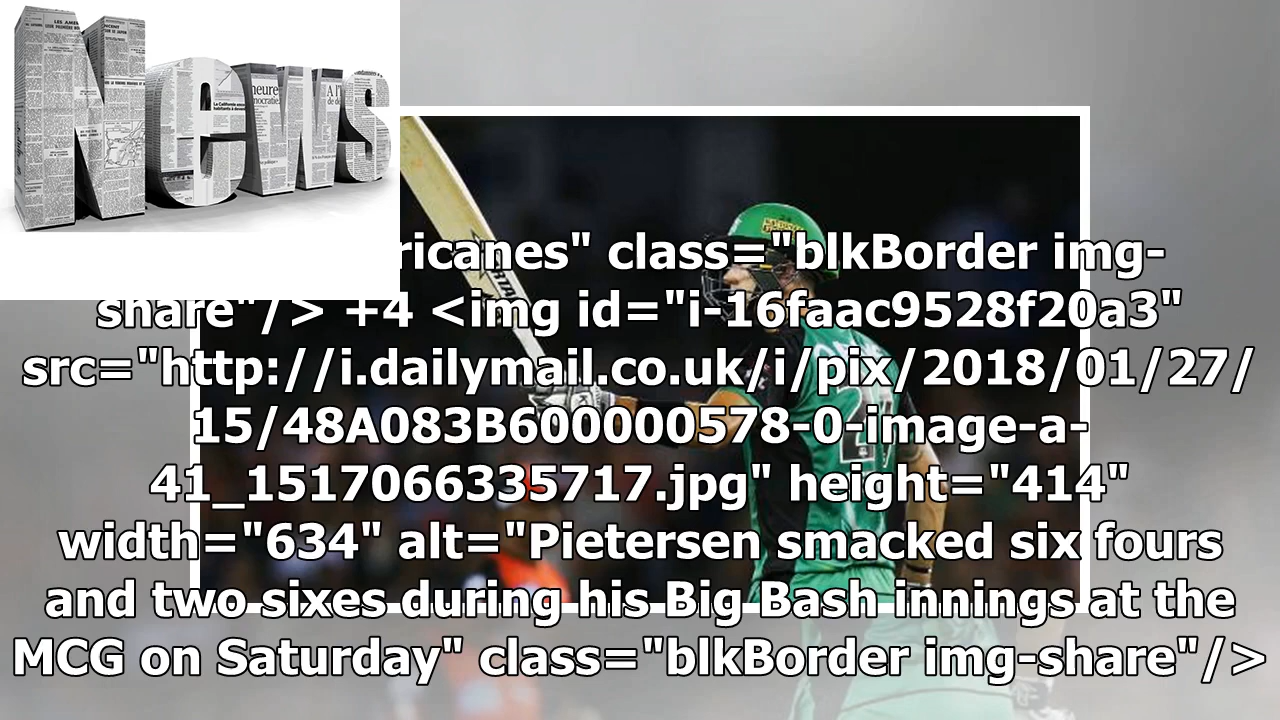 News
ricanes" class="blkBorder img-
share"/> +4 <img id="i-16faac9528f20a3"
src="http://i.dailymail.co.uk/i/pix/2018/01/27/
15/48A083B600000578-0-image-a-
41_1517066335717.jpg" height="414"
width="634" alt="Pietersen smacked six fours
and two sixes during his Big Bash innings at the
MCG on Saturday" class="blkBorder img-share"/>